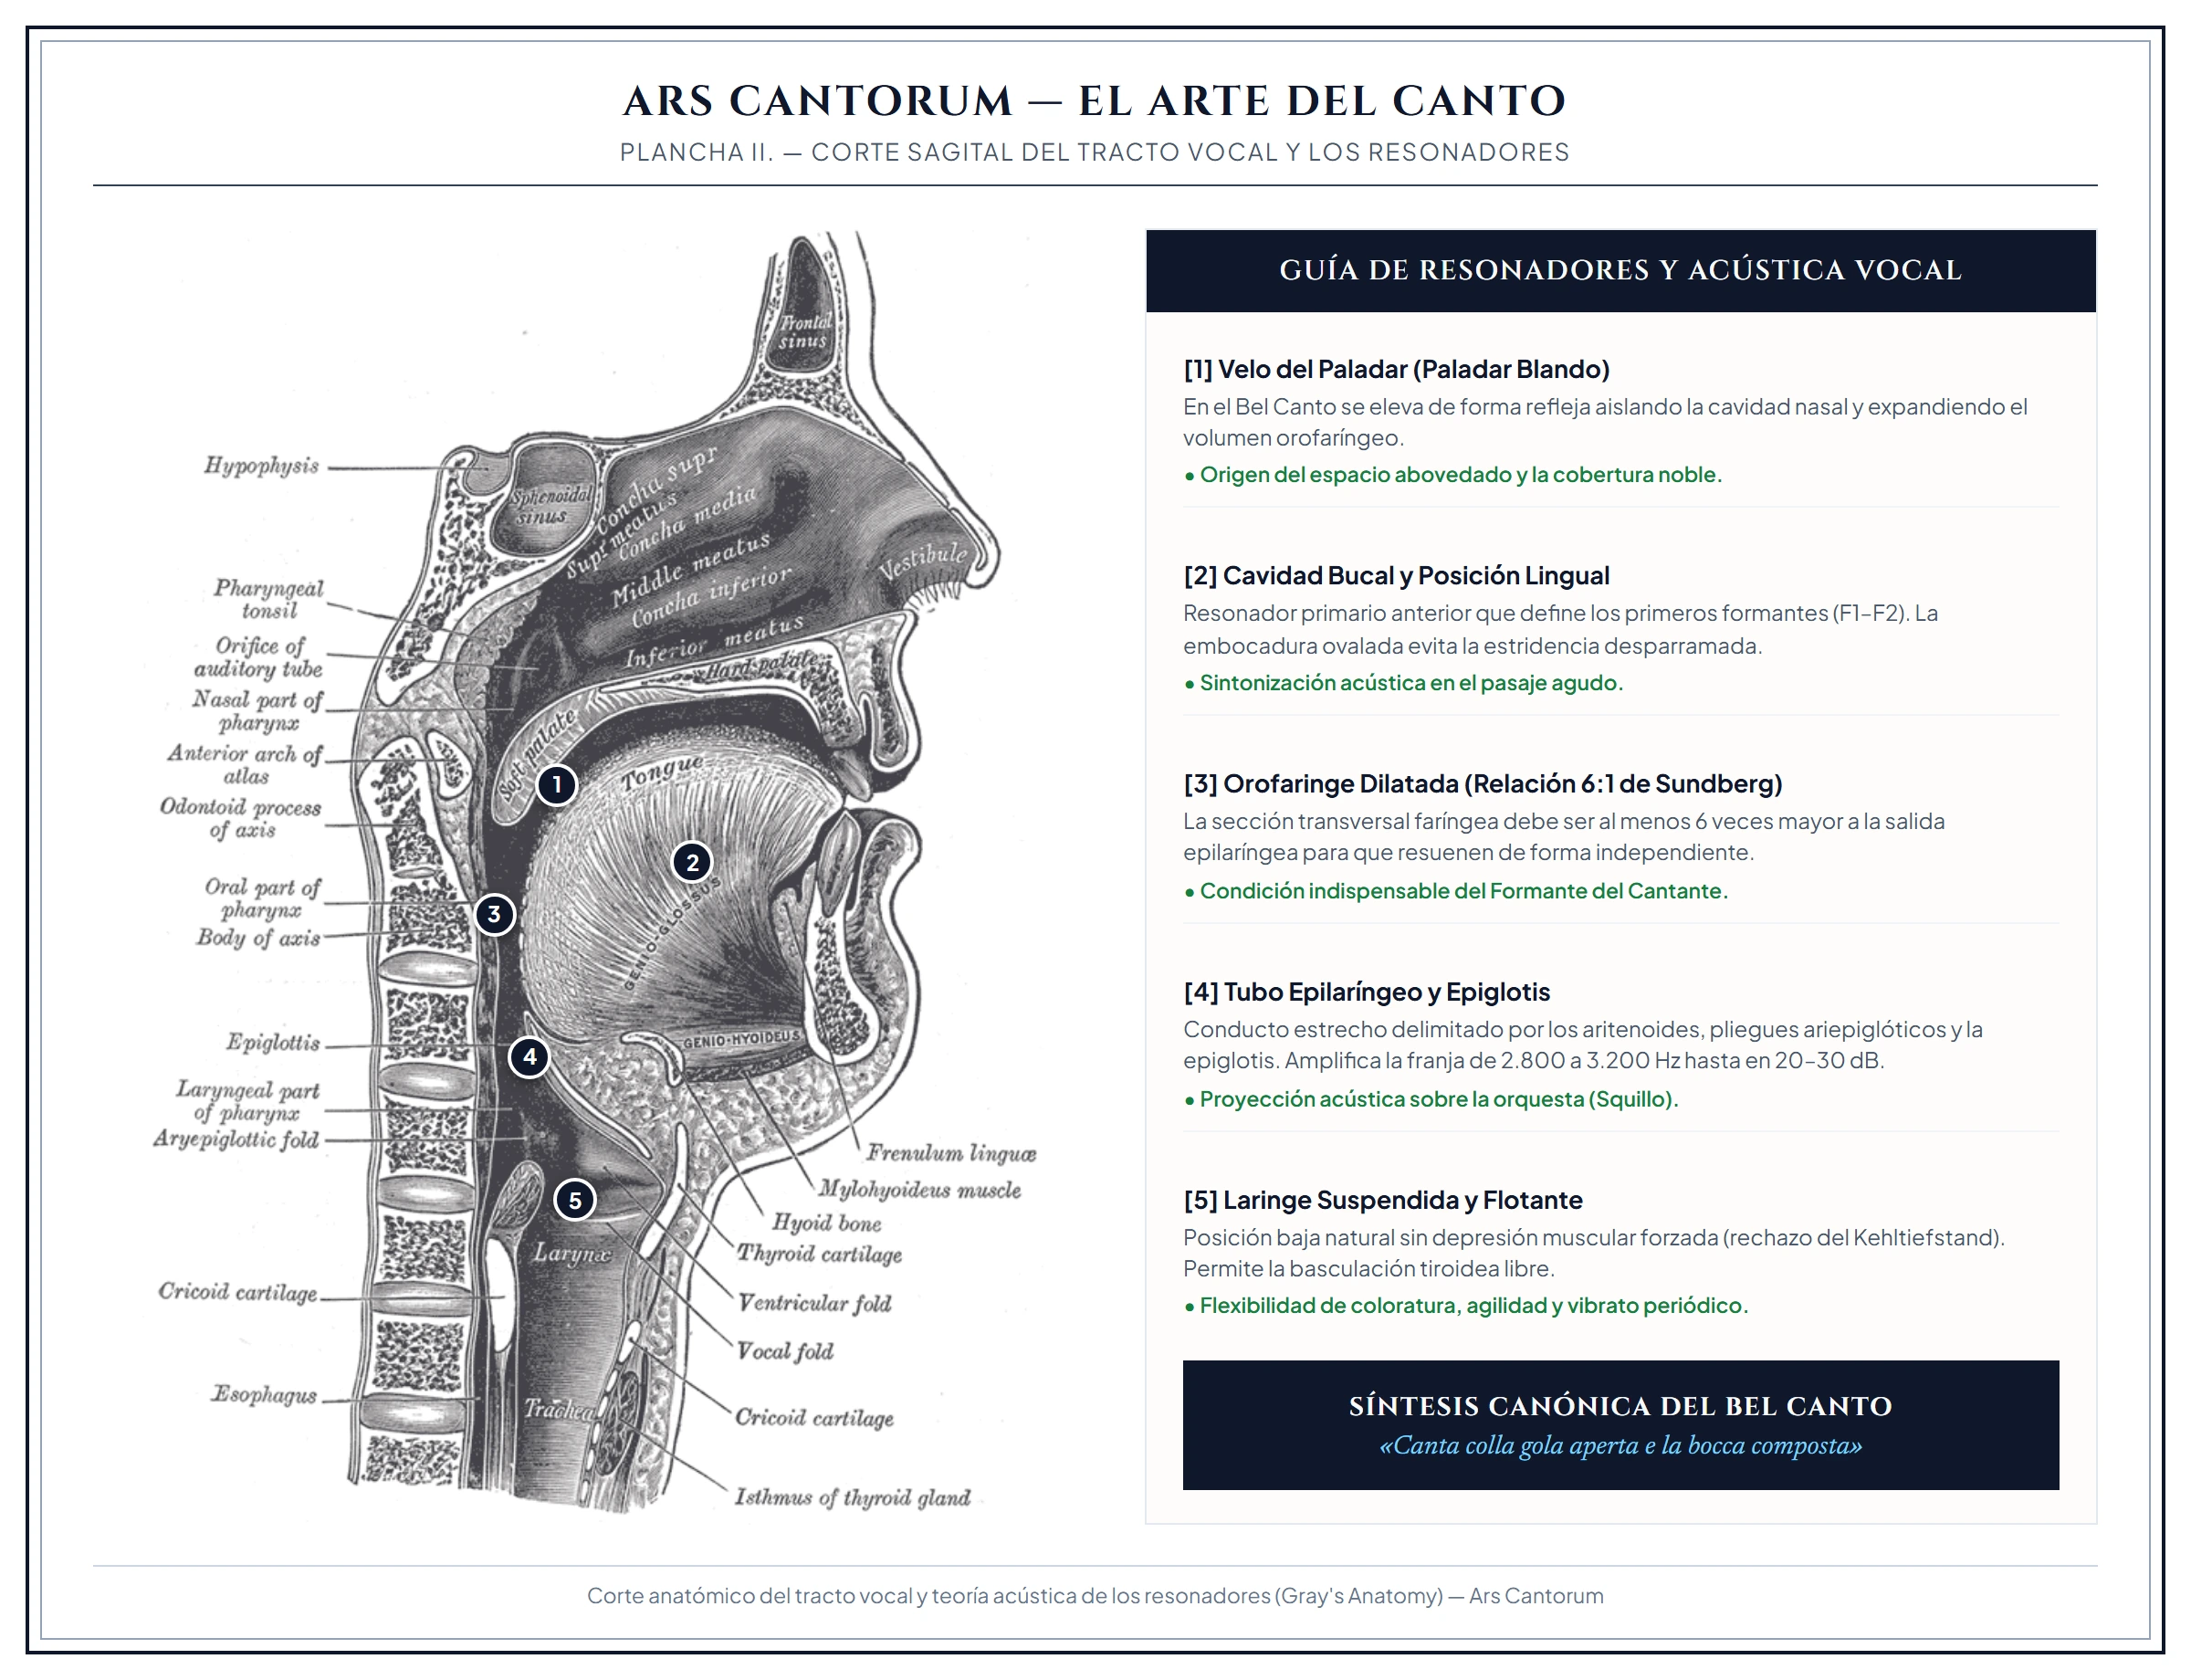 ARS CANTORUM — EL ARTE DEL CANTO
PLANCHA II. — CORTE SAGITAL DEL TRACTO VOCAL Y LOS RESONADORES
Frontal
sinus
Hypophysis
Sphenoidal
sinus
Concha supr
Supr meatus
Concha media
Middle meatus
Concha inferior
Inferior meatus
Vestibule
Pharyngeal
tonsil
Orifice of
auditory tube
Nasal part of
pharynx
Anterior arch of
atlas
Odontoid process
of axis
Oral part of
pharynx
Body of axis
Epiglottis
Laryngeal part
of pharynx
Aryepiglottic fold
Cricoid cartilage
Esophagus
Hard palate
Soft palate
1
Tongue
2
GENIO-GLOSSUS
3
GENIO-HYOIDEUS
4
5
Larynx
Trachea
Frenulum linguæ
Mylohyoideus muscle
Hyoid bone
Thyroid cartilage
Ventricular fold
Vocal fold
Cricoid cartilage
Isthmus of thyroid gland
GUÍA DE RESONADORES Y ACÚSTICA VOCAL
[1] Velo del Paladar (Paladar Blando)
En el Bel Canto se eleva de forma refleja aislando la cavidad nasal y expandiendo el
volumen orofaríngeo.
• Origen del espacio abovedado y la cobertura noble.
[2] Cavidad Bucal y Posición Lingual
Resonador primario anterior que define los primeros formantes (F1–F2). La
embocadura ovalada evita la estridencia desparramada.
• Sintonización acústica en el pasaje agudo.
[3] Orofaringe Dilatada (Relación 6:1 de Sundberg)
La sección transversal faríngea debe ser al menos 6 veces mayor a la salida
epilaríngea para que resuenen de forma independiente.
• Condición indispensable del Formante del Cantante.
[4] Tubo Epilaríngeo y Epiglotis
Conducto estrecho delimitado por los aritenoides, pliegues ariepiglóticos y la
epiglotis. Amplifica la franja de 2.800 a 3.200 Hz hasta en 20–30 dB.
• Proyección acústica sobre la orquesta (Squillo).
[5] Laringe Suspendida y Flotante
Posición baja natural sin depresión muscular forzada (rechazo del Kehltiefstand).
Permite la basculación tiroidea libre.
• Flexibilidad de coloratura, agilidad y vibrato periódico.
SÍNTESIS CANÓNICA DEL BEL CANTO
«Canta colla gola aperta e la bocca composta»
Corte anatómico del tracto vocal y teoría acústica de los resonadores (Gray's Anatomy) — Ars Cantorum